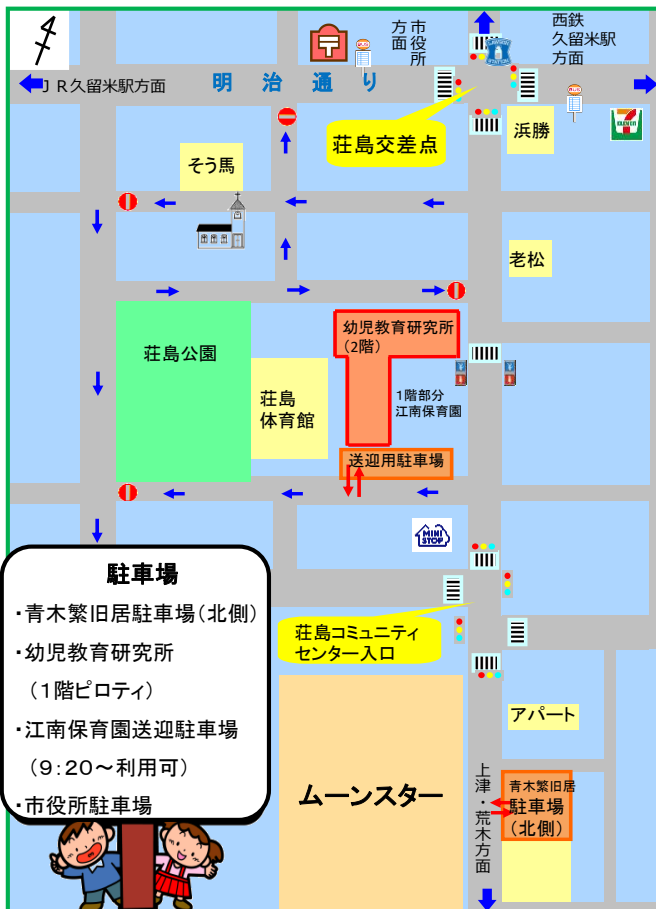 市役所
方面
西鉄
久留米駅
方面
BUS
LAWSON
STATION
ＪＲ久留米駅方面
明治通り
BUS
荘島交差点
浜勝
7
ELEVEN
そう馬
老松
幼児教育研究所
(2階)
荘島公園
荘島
体育館
1階部分
江南保育園
送迎用駐車場
MINI
STOP
駐車場
・青木繁旧居駐車場(北側)
・幼児教育研究所
(1階ピロティ)
・江南保育園送迎駐車場
(9:20～利用可)
・市役所駐車場
荘島コミュニティ
センター入口
アパート
ムーンスター
上津・荒木方面
青木繁旧居
駐車場
(北側)